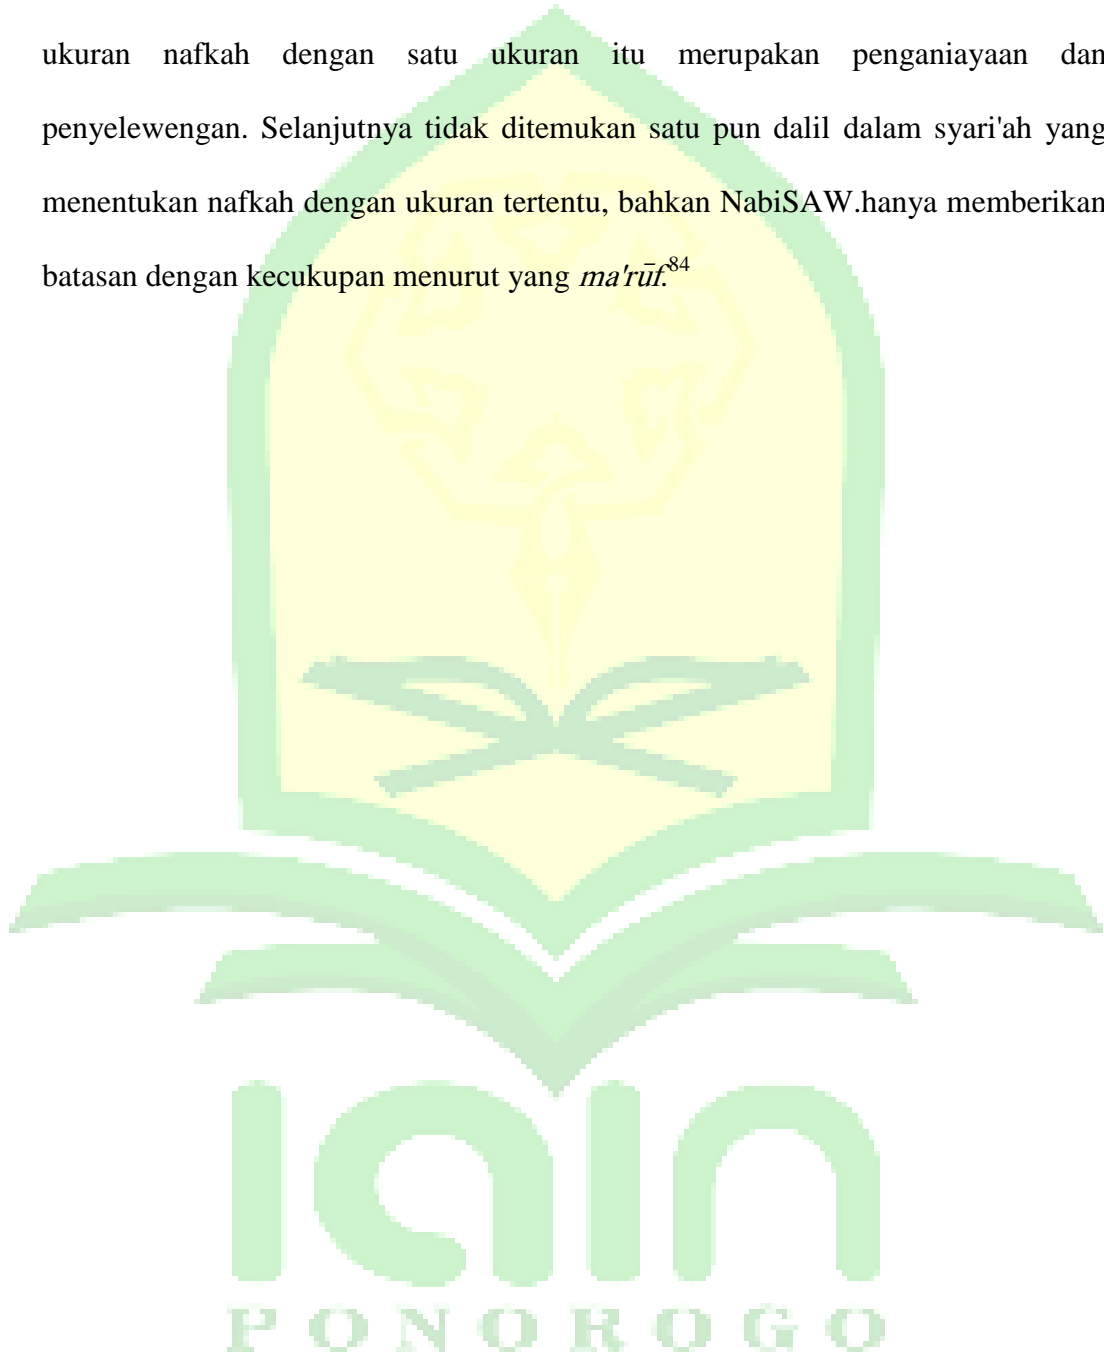 ukuran nafkah dengan satu ukuran itu merupakan penganiayaan dan
penyelewengan. Selanjutnya tidak ditemukan satu pun dalil dalam syari'ah yang
menentukan nafkah dengan ukuran tertentu, bahkan NabiSAW.hanya memberikan
batasan dengan kecukupan menurut yang ma'rūf.84
iain
PONOROGO